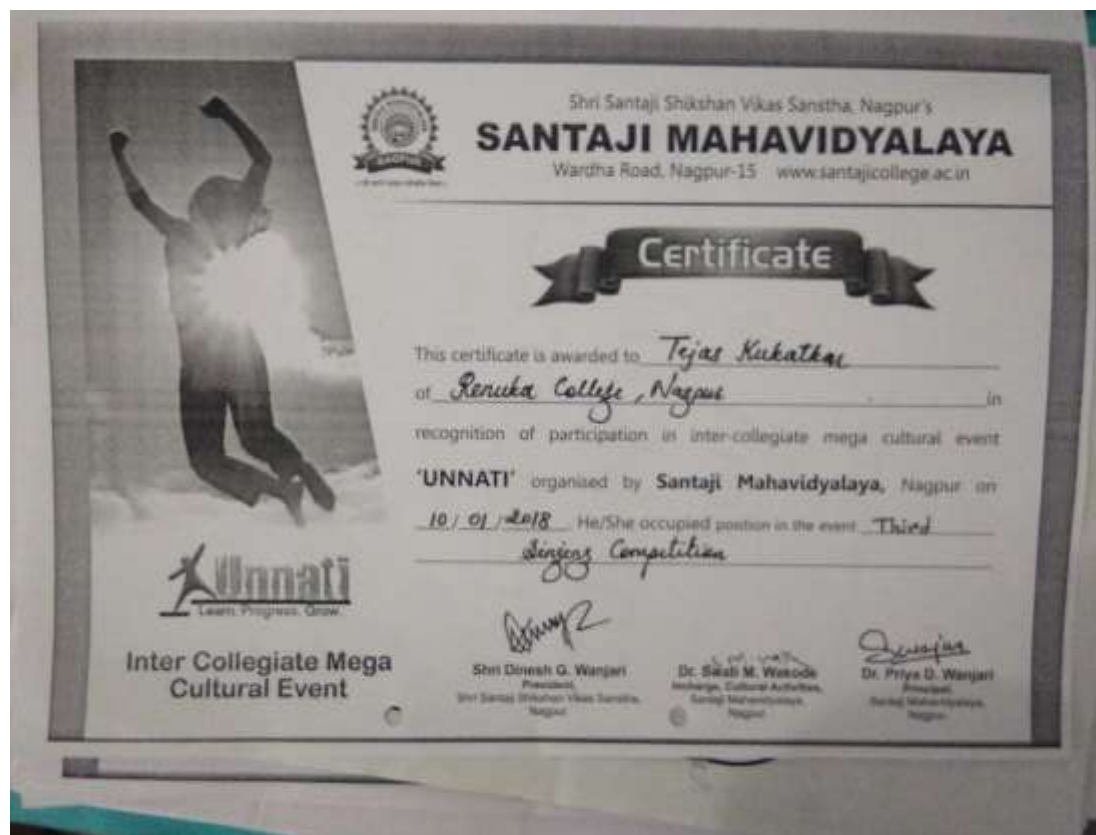 Shri Santaji Shikshan Vikas Sanstha, Nagpur's
SANTAJI MAHAVIDYALAYA
Wardha Road, Nagpur-15 www.santajicollege.ac.in
NAGPUR
Certificate
This certificate is awarded to Tejas Kukatkar
of Renuka College, Nagpur in
recognition of participation in inter-collegiate mega cultural event
'UNNATI' organised by Santaji Mahavidyalaya, Nagpur on
10/01/2018 He/She occupied position in the event Third
Singing Competition
Unnati
Learn. Progress. Grow.
Inter Collegiate Mega
Cultural Event
Shri Dinesh G. Wanjari
President,
Shri Santaji Shikshan Vikas Sanstha,
Nagpur
Dr. Swati M. Wakode
Incharge, Cultural Activities,
Santaji Mahavidyalaya,
Nagpur
Dr. Priya D. Wanjari
Principal,
Santaji Mahavidyalaya,
Nagpur